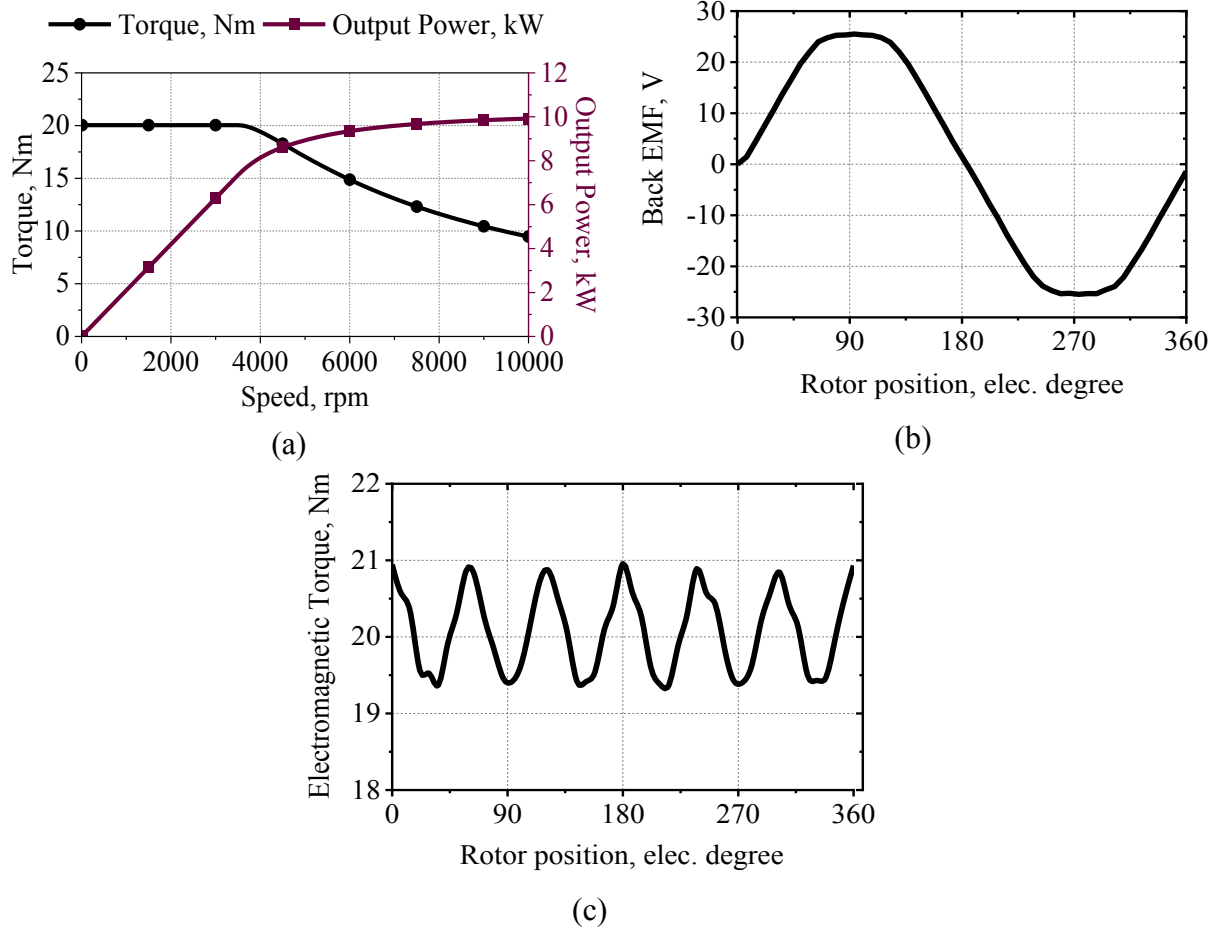 Torque, Nm Output Power, kW
25
20
15
10
5
0
Torque, Nm
12
10
8
6
4
2
0
Output Power, kW
0 2000 4000 6000 8000 10000
Speed, rpm
(a)
30
20
10
0
-10
-20
-30
Back EMF, V
0 90 180 270 360
Rotor position, elec. degree
(b)
22
21
20
19
18
Electromagnetic Torque, Nm
0 90 180 270 360
Rotor position, elec. degree
(c)